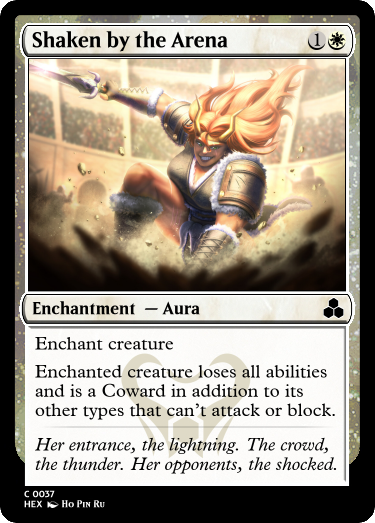 Shaken by the Arena 1
Enchantment — Aura
Enchant creature
Enchanted creature loses all abilities
and is a Coward in addition to its
other types that can't attack or block.
Her entrance, the lightning. The crowd,
the thunder. Her opponents, the shocked.
C 0037
HEX Ho Pin Ru